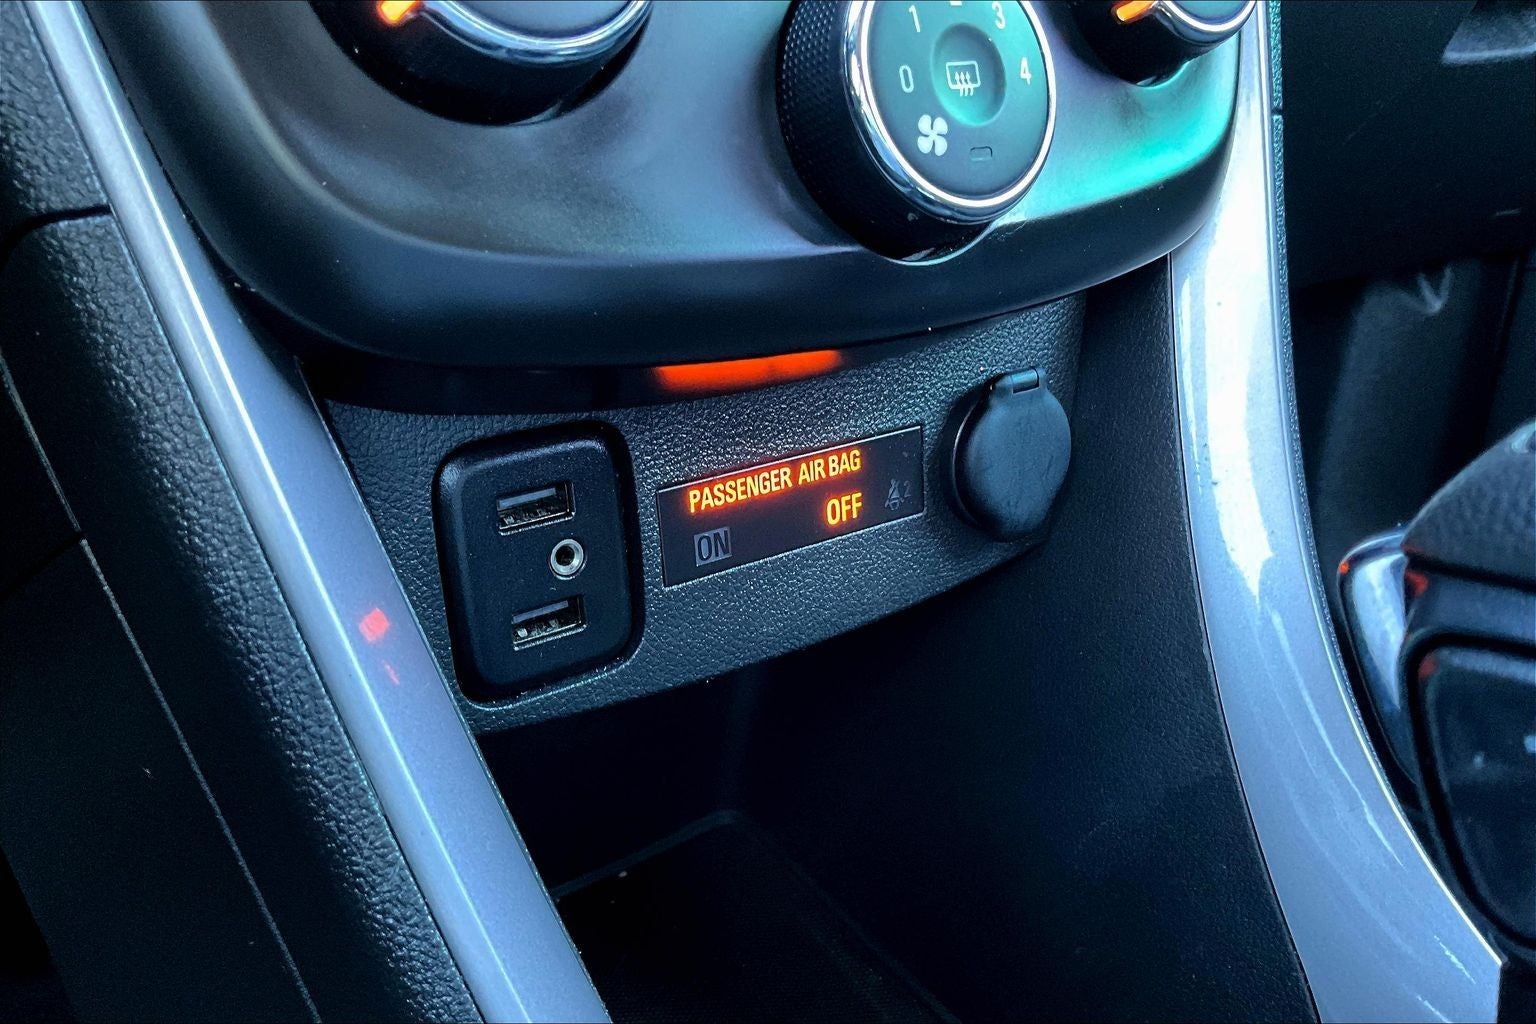 1 3
0 4
PASSENGER AIR BAG
ON OFF 2